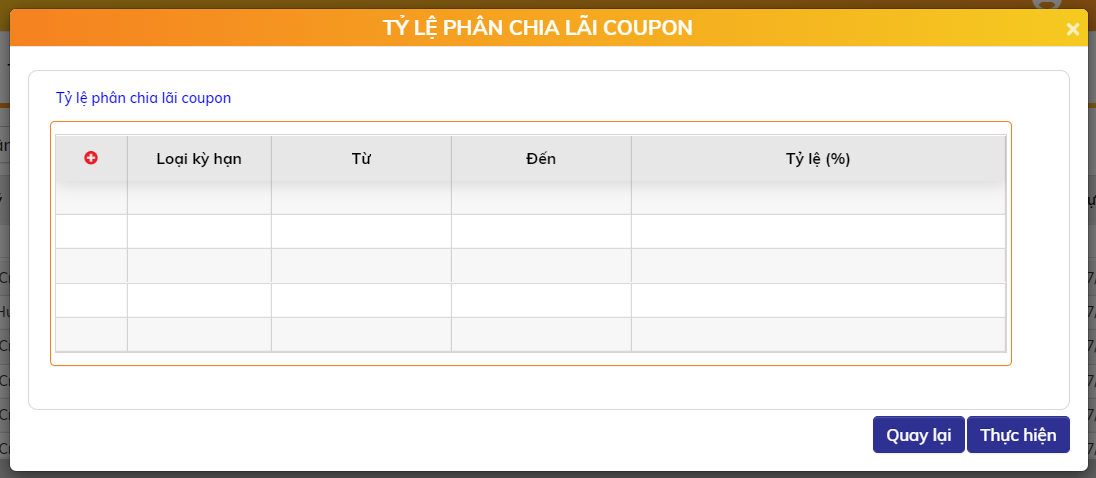 TỶ LỆ PHÂN CHIA LÃI COUPON
Tỷ lệ phân chia lãi coupon
Loại kỳ hạn Từ Đến Tỷ lệ (%)
Quay lại Thực hiện